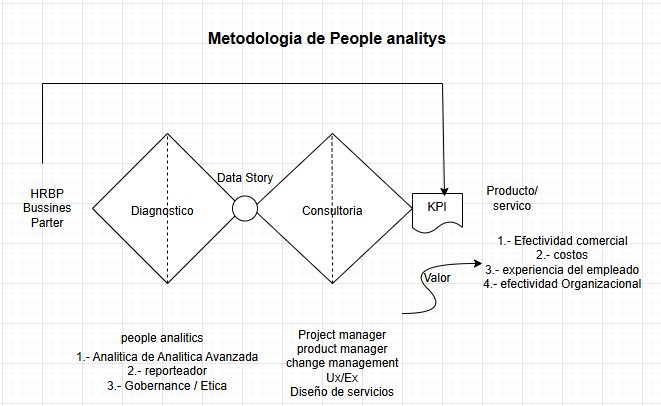 Metodologia de People analitys
HRBP
Bussines
Parter
Diagnostico
Data Story
Consultoria
KPI
Producto/
servico
1.- Efectividad comercial
2.- costos
3.- experiencia del empleado
4.- efectividad Organizacional
Valor
people analitics
1.- Analitica de Analitica Avanzada
2.- reporteador
3.- Gobernance / Etica
Project manager
product manager
change management
Ux/Ex
Diseño de servicios